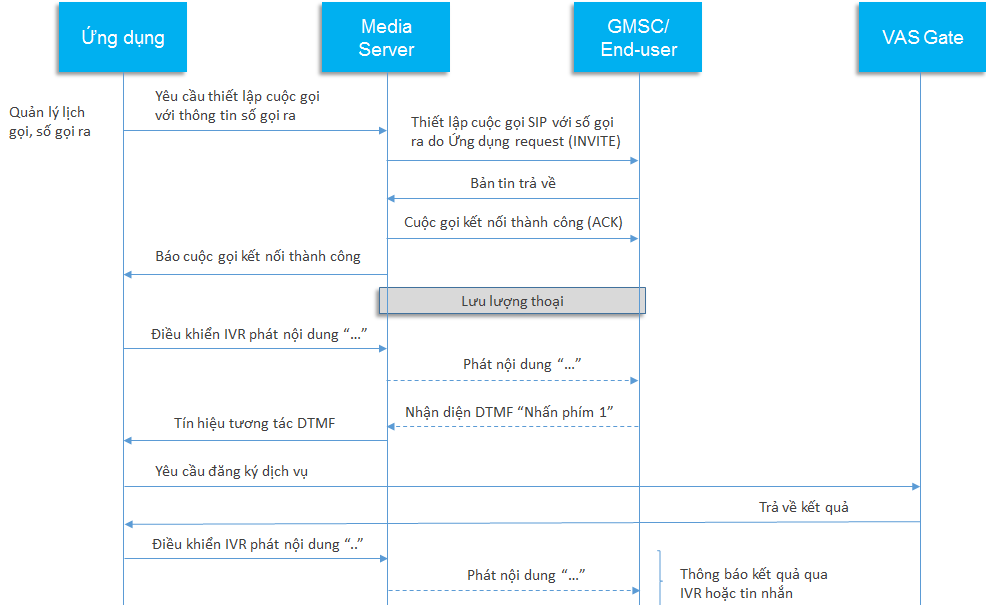 Ứng dụng
Media
Server
GMSC/
End-user
VAS Gate
Quản lý lịch
gọi, số gọi ra
Yêu cầu thiết lập cuộc gọi
với thông tin số gọi ra
Thiết lập cuộc gọi SIP với số gọi
ra do Ứng dụng request (INVITE)
Bản tin trả về
Cuộc gọi kết nối thành công (ACK)
Báo cuộc gọi kết nối thành công
Lưu lượng thoại
Điều khiển IVR phát nội dung “…”
Phát nội dung “…”
Nhận diện DTMF “Nhấn phím 1”
Tín hiệu tương tác DTMF
Yêu cầu đăng ký dịch vụ
Trả về kết quả
Điều khiển IVR phát nội dung “..”
Phát nội dung “…”
Thông báo kết quả qua
IVR hoặc tin nhắn